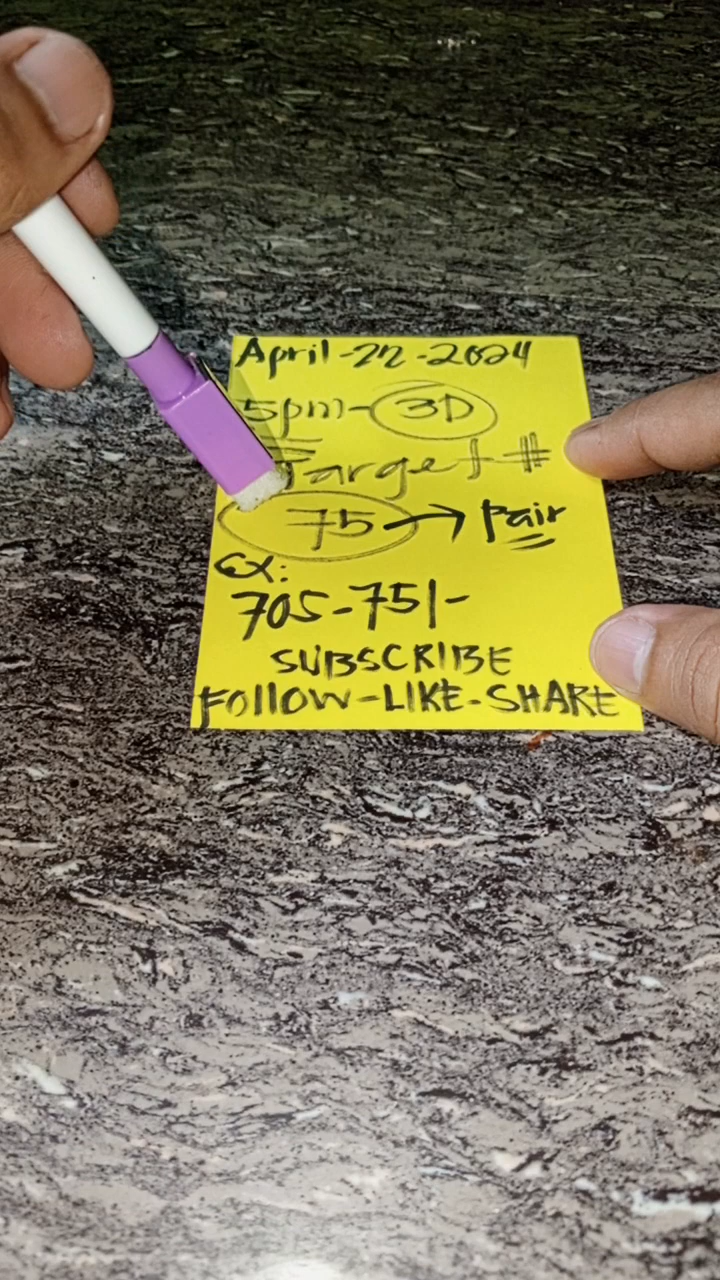 April-22-2024
5pm-3D
Target #
75→Pair
Ex:
705-751-
SUBSCRIBE
FOllOW-LIKE-SHARE